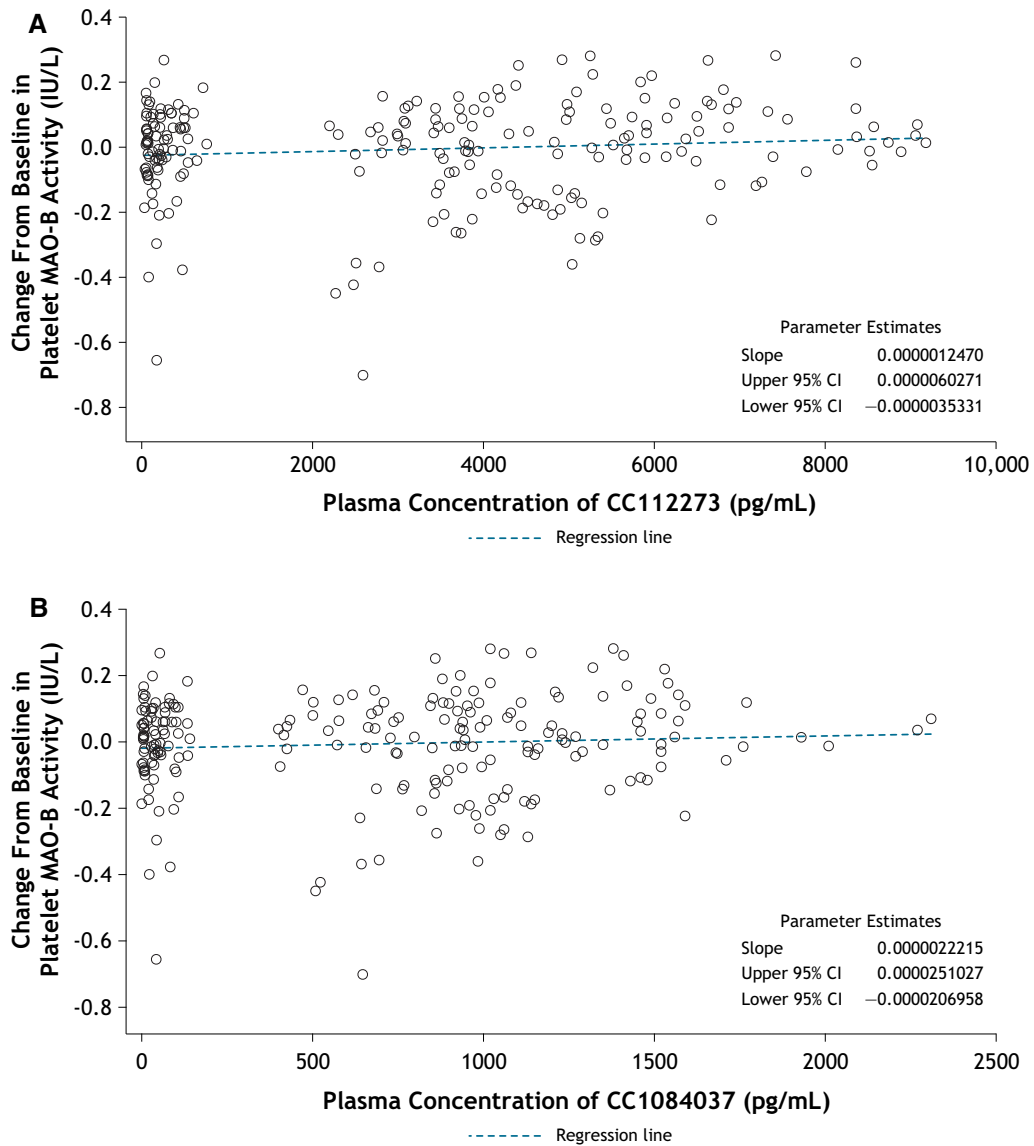 A
Change From Baseline in
Platelet MAO-B Activity (IU/L)
0.4
0.2
0.0
-0.2
-0.4
-0.6
-0.8
Parameter Estimates
Slope 0.0000012470
Upper 95% CI 0.0000060271
Lower 95% CI −0.0000035331
0 2000 4000 6000 8000 10,000
Plasma Concentration of CC112273 (pg/mL)
Regression line
B
Change From Baseline in
Platelet MAO-B Activity (IU/L)
0.4
0.2
0.0
-0.2
-0.4
-0.6
-0.8
Parameter Estimates
Slope 0.0000022215
Upper 95% CI 0.0000251027
Lower 95% CI −0.0000206958
0 500 1000 1500 2000 2500
Plasma Concentration of CC1084037 (pg/mL)
Regression line